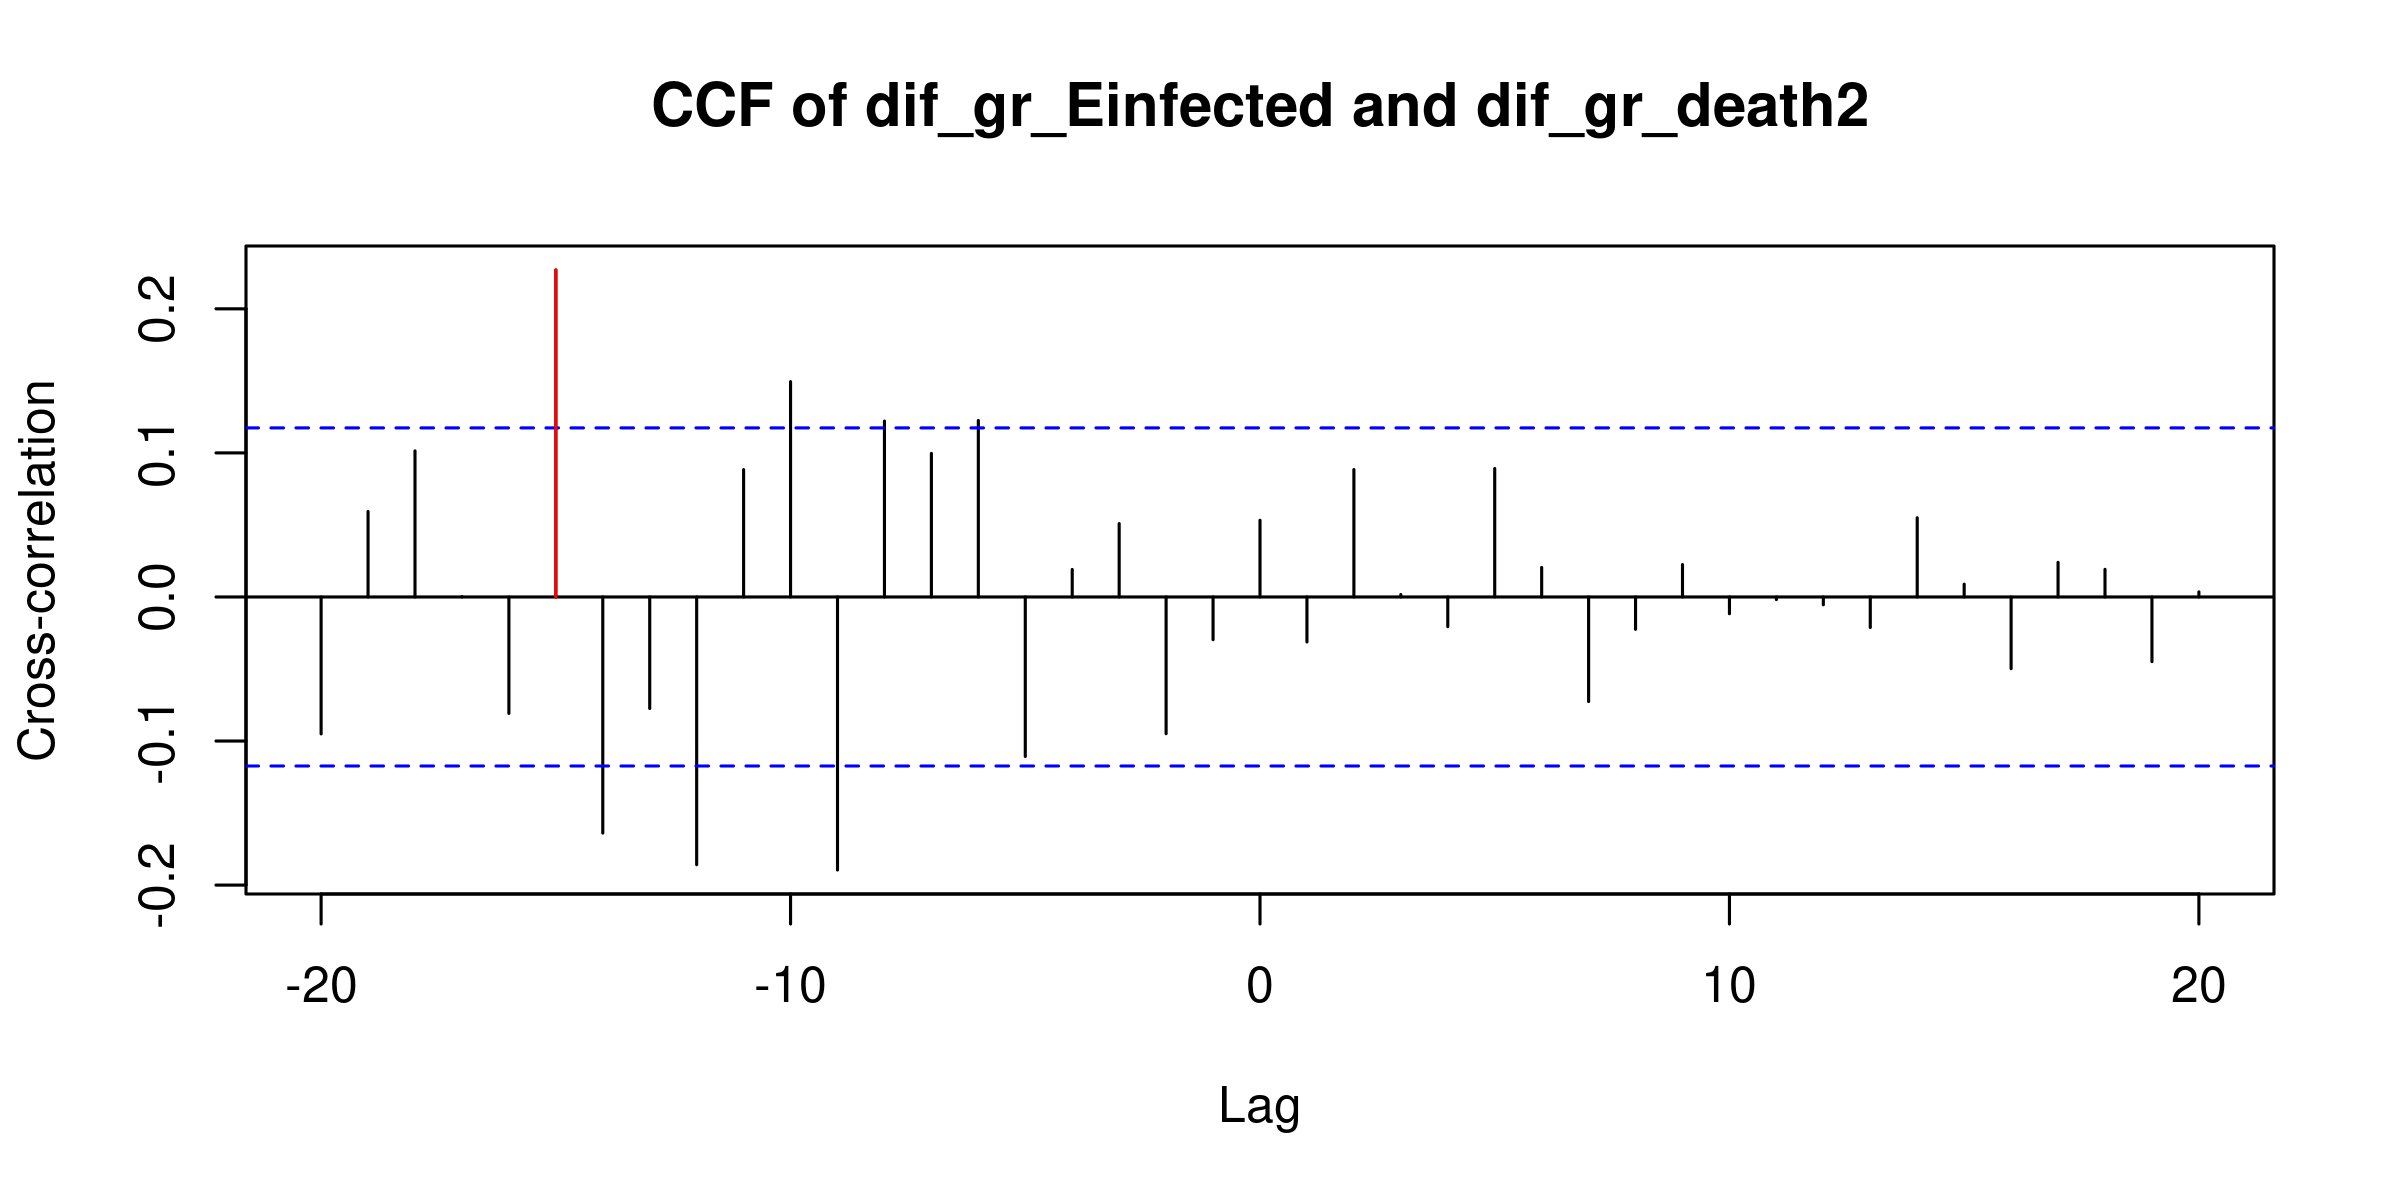 CCF of dif_gr_Einfected and dif_gr_death2
Cross-correlation
0.2
0.1
0.0
-0.1
-0.2
-20 -10 0 10 20
Lag